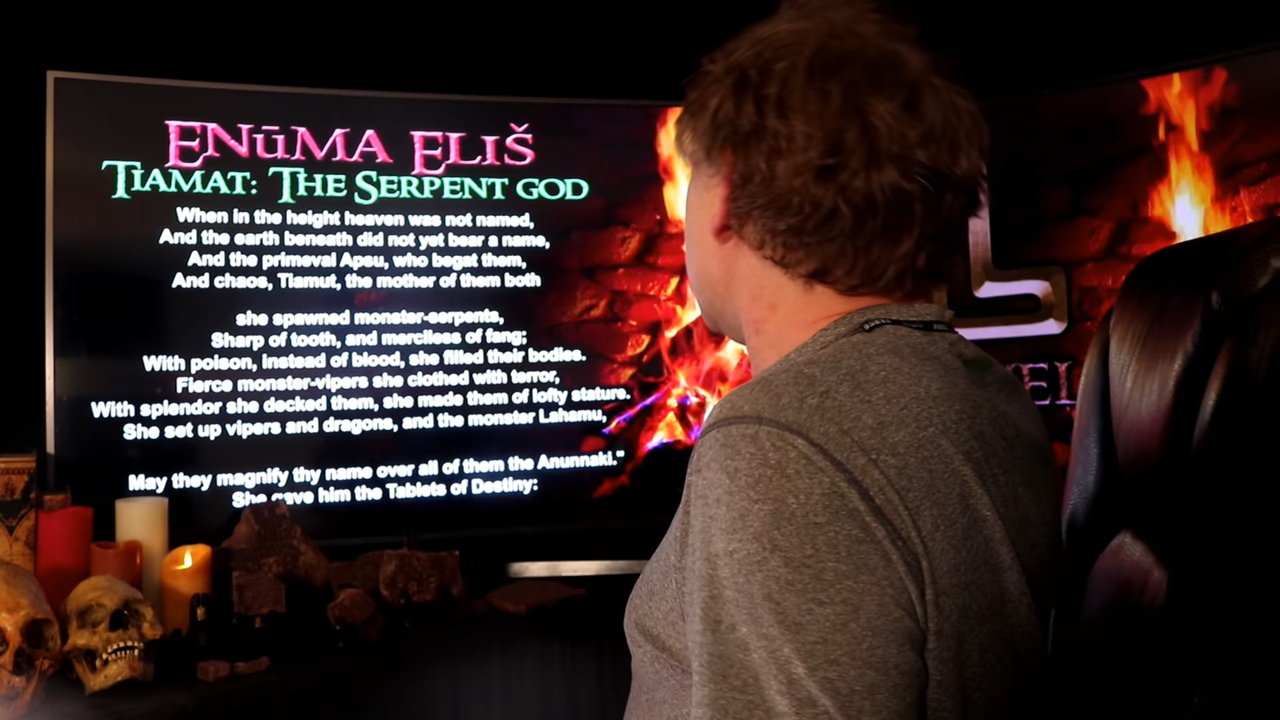 ENūMA ELIŠ
TIAMAT: THE SERPENT GOD
When in the height heaven was not named,
And the earth beneath did not yet bear a name,
And the primeval Apsu, who begat them,
And chaos, Tiamut, the mother of them both
she spawned monster-serpents,
Sharp of tooth, and merciless of fang;
With poison, instead of blood, she filled their bodies.
Fierce monster-vipers she clothed with terror,
With splendor she decked them, she made them of lofty stature.
She set up vipers and dragons, and the monster Lahamu,
May they magnify thy name over all of them the Anunnaki."
She gave him the Tablets of Destiny: